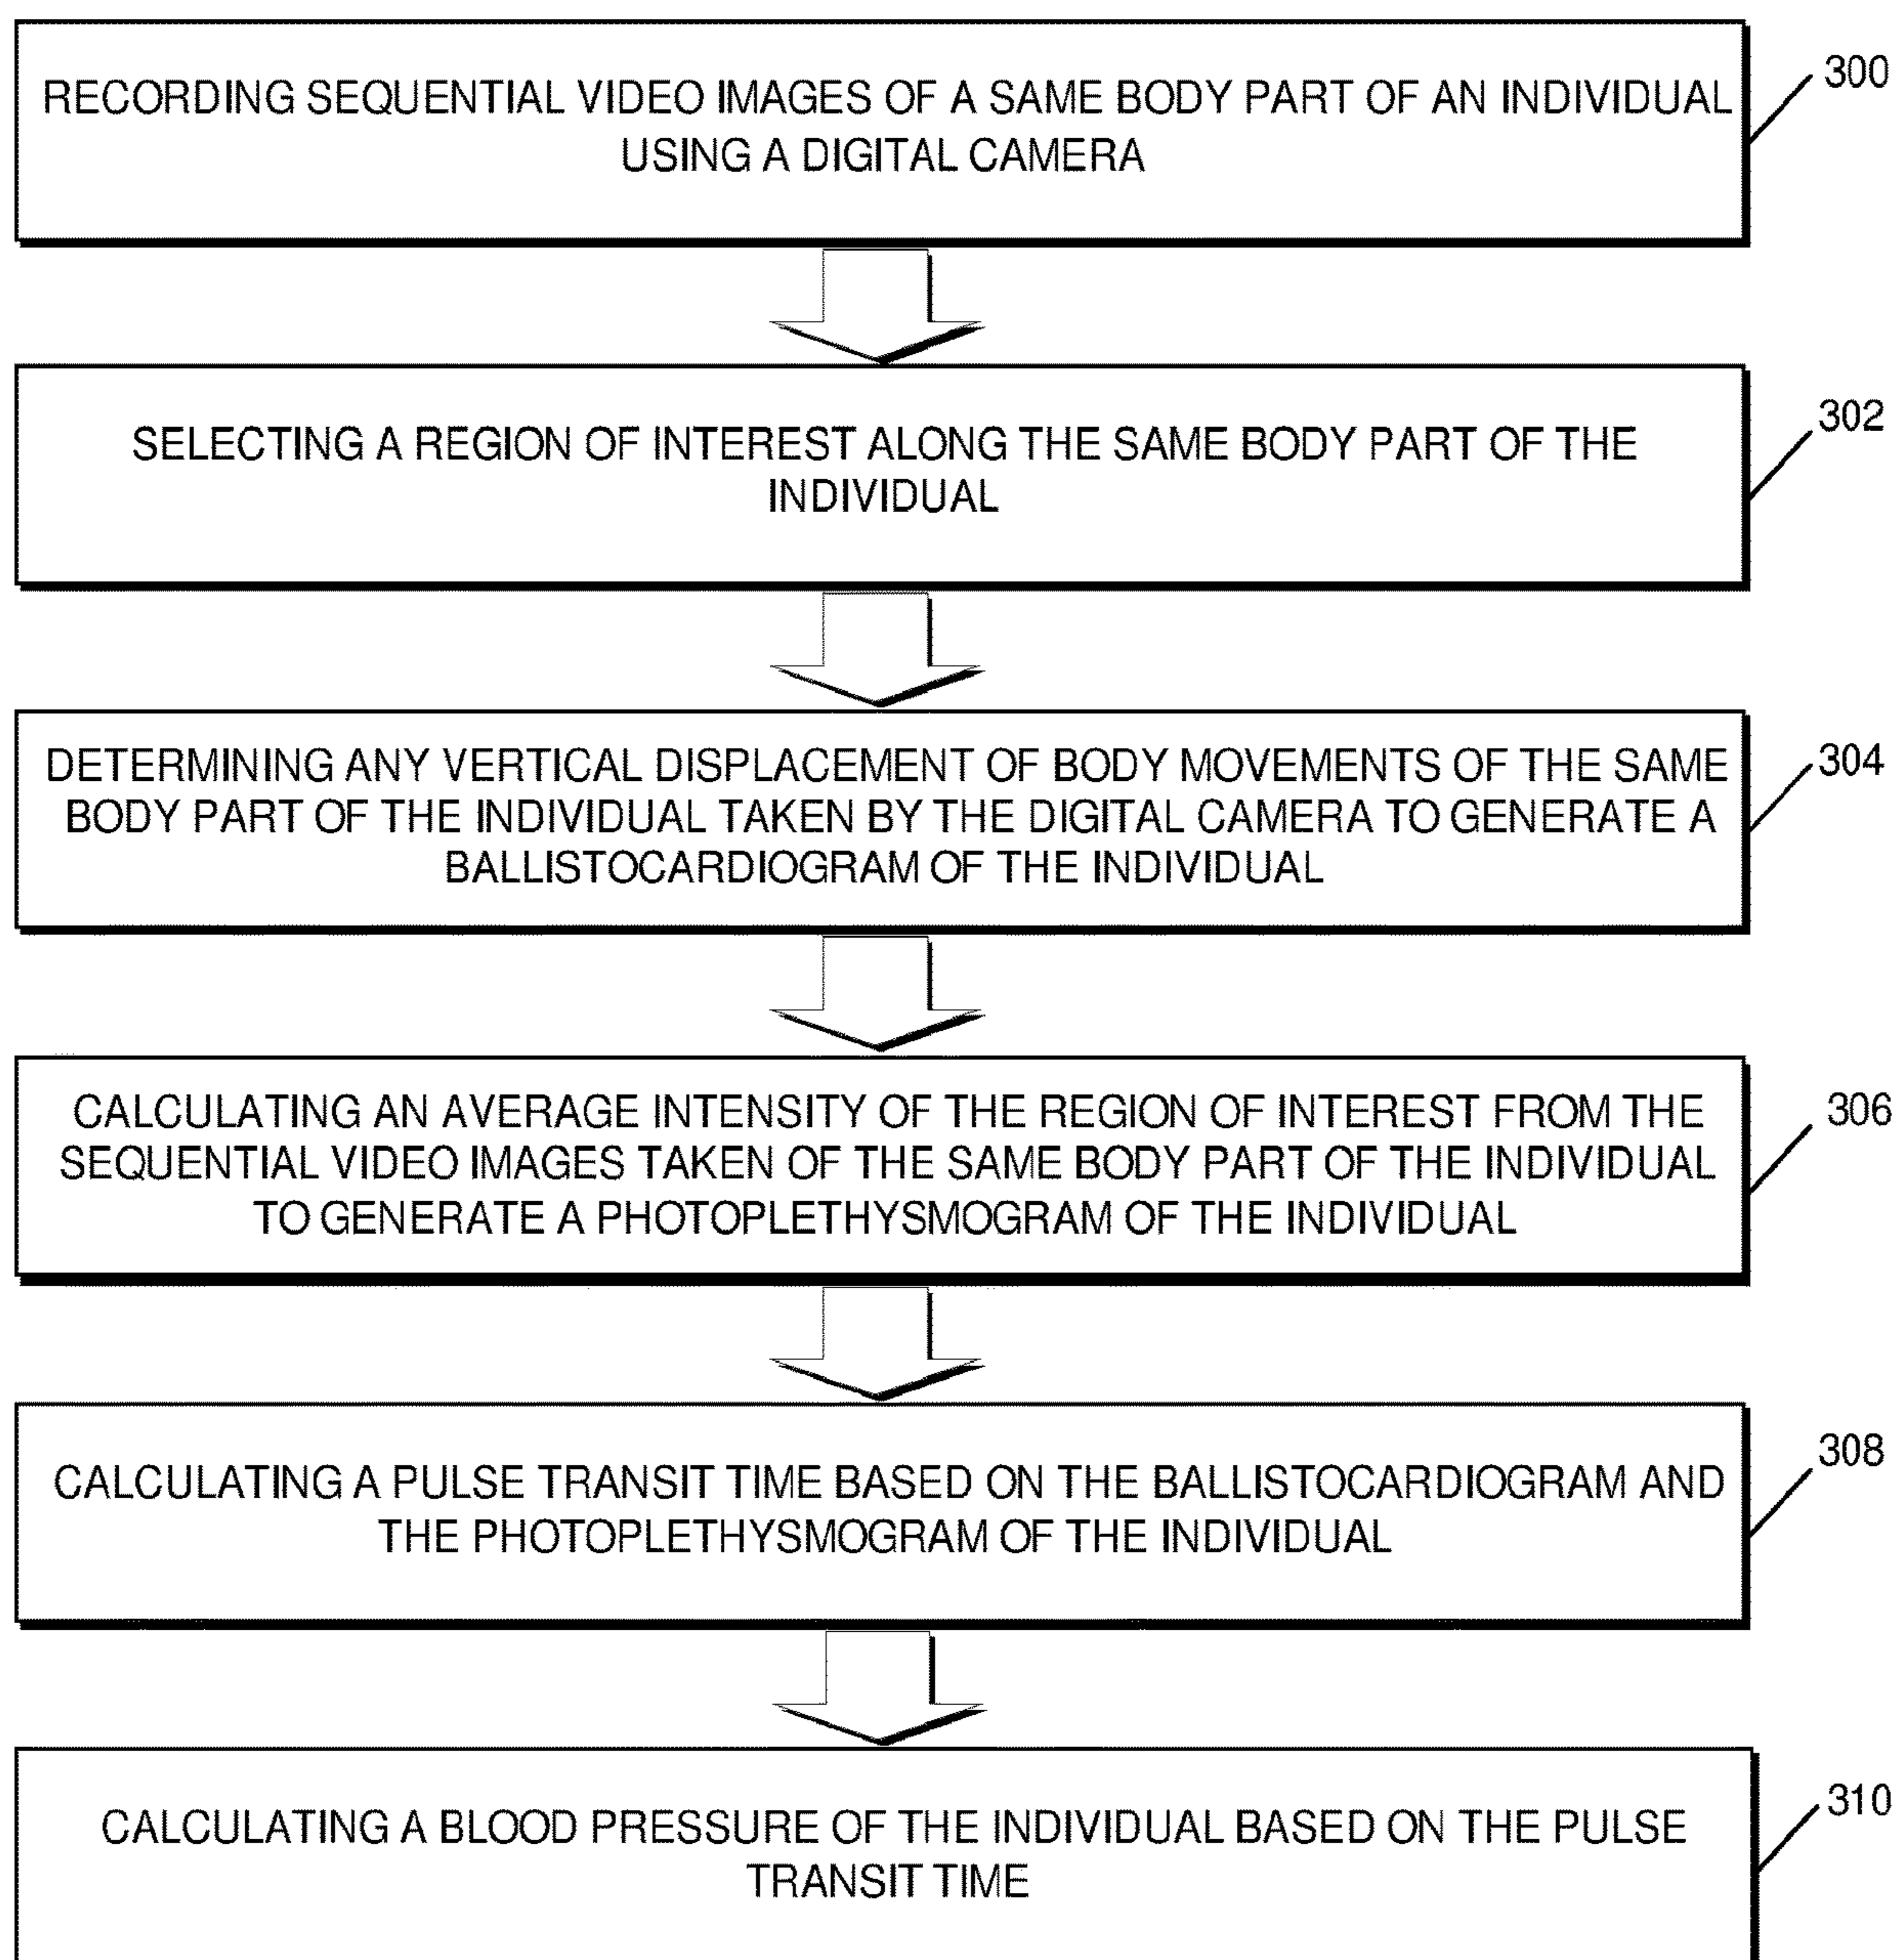 RECORDING SEQUENTIAL VIDEO IMAGES OF A SAME BODY PART OF AN INDIVIDUAL
USING A DIGITAL CAMERA
300
SELECTING A REGION OF INTEREST ALONG THE SAME BODY PART OF THE
INDIVIDUAL
302
DETERMINING ANY VERTICAL DISPLACEMENT OF BODY MOVEMENTS OF THE SAME
BODY PART OF THE INDIVIDUAL TAKEN BY THE DIGITAL CAMERA TO GENERATE A
BALLISTOCARDIOGRAM OF THE INDIVIDUAL
304
CALCULATING AN AVERAGE INTENSITY OF THE REGION OF INTEREST FROM THE
SEQUENTIAL VIDEO IMAGES TAKEN OF THE SAME BODY PART OF THE INDIVIDUAL
TO GENERATE A PHOTOPLETHYSMOGRAM OF THE INDIVIDUAL
306
CALCULATING A PULSE TRANSIT TIME BASED ON THE BALLISTOCARDIOGRAM AND
THE PHOTOPLETHYSMOGRAM OF THE INDIVIDUAL
308
CALCULATING A BLOOD PRESSURE OF THE INDIVIDUAL BASED ON THE PULSE
TRANSIT TIME
310